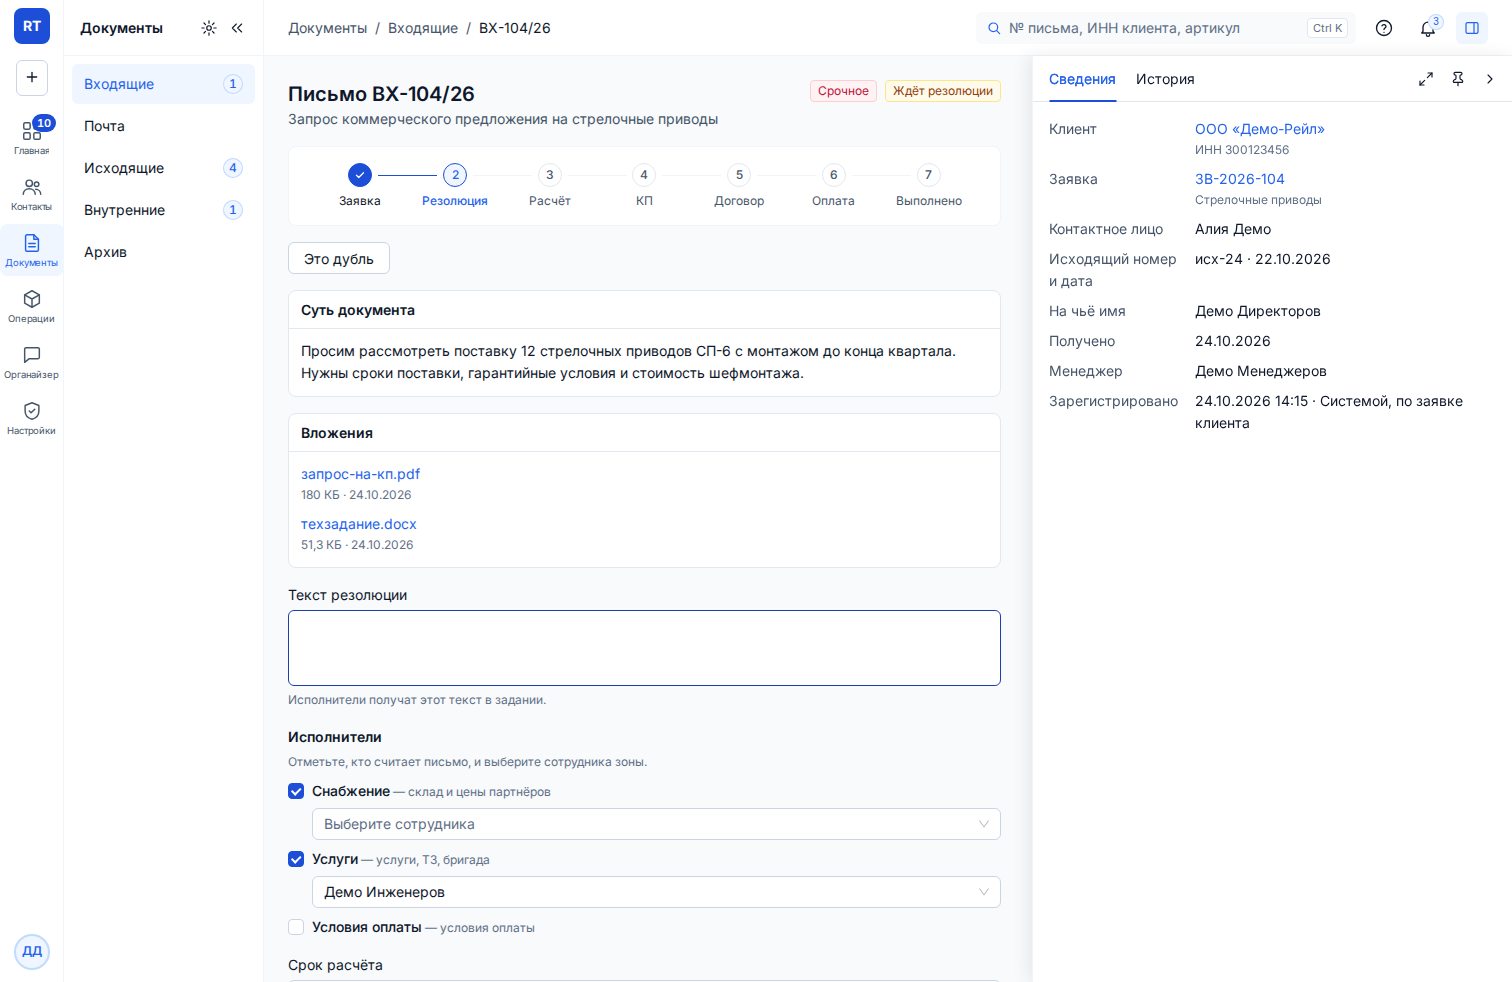 RT
Документы
Документы / Входящие / ВХ-104/26
№ письма, ИНН клиента, артикул
Ctrl K
3
10
Главная
Контакты
Документы
Операции
Органайзер
Настройки
ДД
Входящие 1
Почта
Исходящие 4
Внутренние 1
Архив
Письмо ВХ-104/26
Срочное
Ждёт резолюции
Запрос коммерческого предложения на стрелочные приводы
2 3 4 5 6 7
Заявка Резолюция Расчёт КП Договор Оплата Выполнено
Это дубль
Суть документа
Просим рассмотреть поставку 12 стрелочных приводов СП-6 с монтажом до конца квартала.
Нужны сроки поставки, гарантийные условия и стоимость шефмонтажа.
Вложения
запрос-на-кп.pdf
180 КБ · 24.10.2026
техзадание.docx
51,3 КБ · 24.10.2026
Текст резолюции
Исполнители получат этот текст в задании.
Исполнители
Отметьте, кто считает письмо, и выберите сотрудника зоны.
Снабжение — склад и цены партнёров
Выберите сотрудника
Услуги — услуги, ТЗ, бригада
Демо Инженеров
Условия оплаты — условия оплаты
Срок расчёта
Сведения История
Клиент ООО «Демо-Рейл»
ИНН 300123456
Заявка ЗВ-2026-104
Стрелочные приводы
Контактное лицо Алия Демо
Исходящий номер исх-24 · 22.10.2026
и дата
На чьё имя Демо Директоров
Получено 24.10.2026
Менеджер Демо Менеджеров
Зарегистрировано 24.10.2026 14:15 · Системой, по заявке
клиента